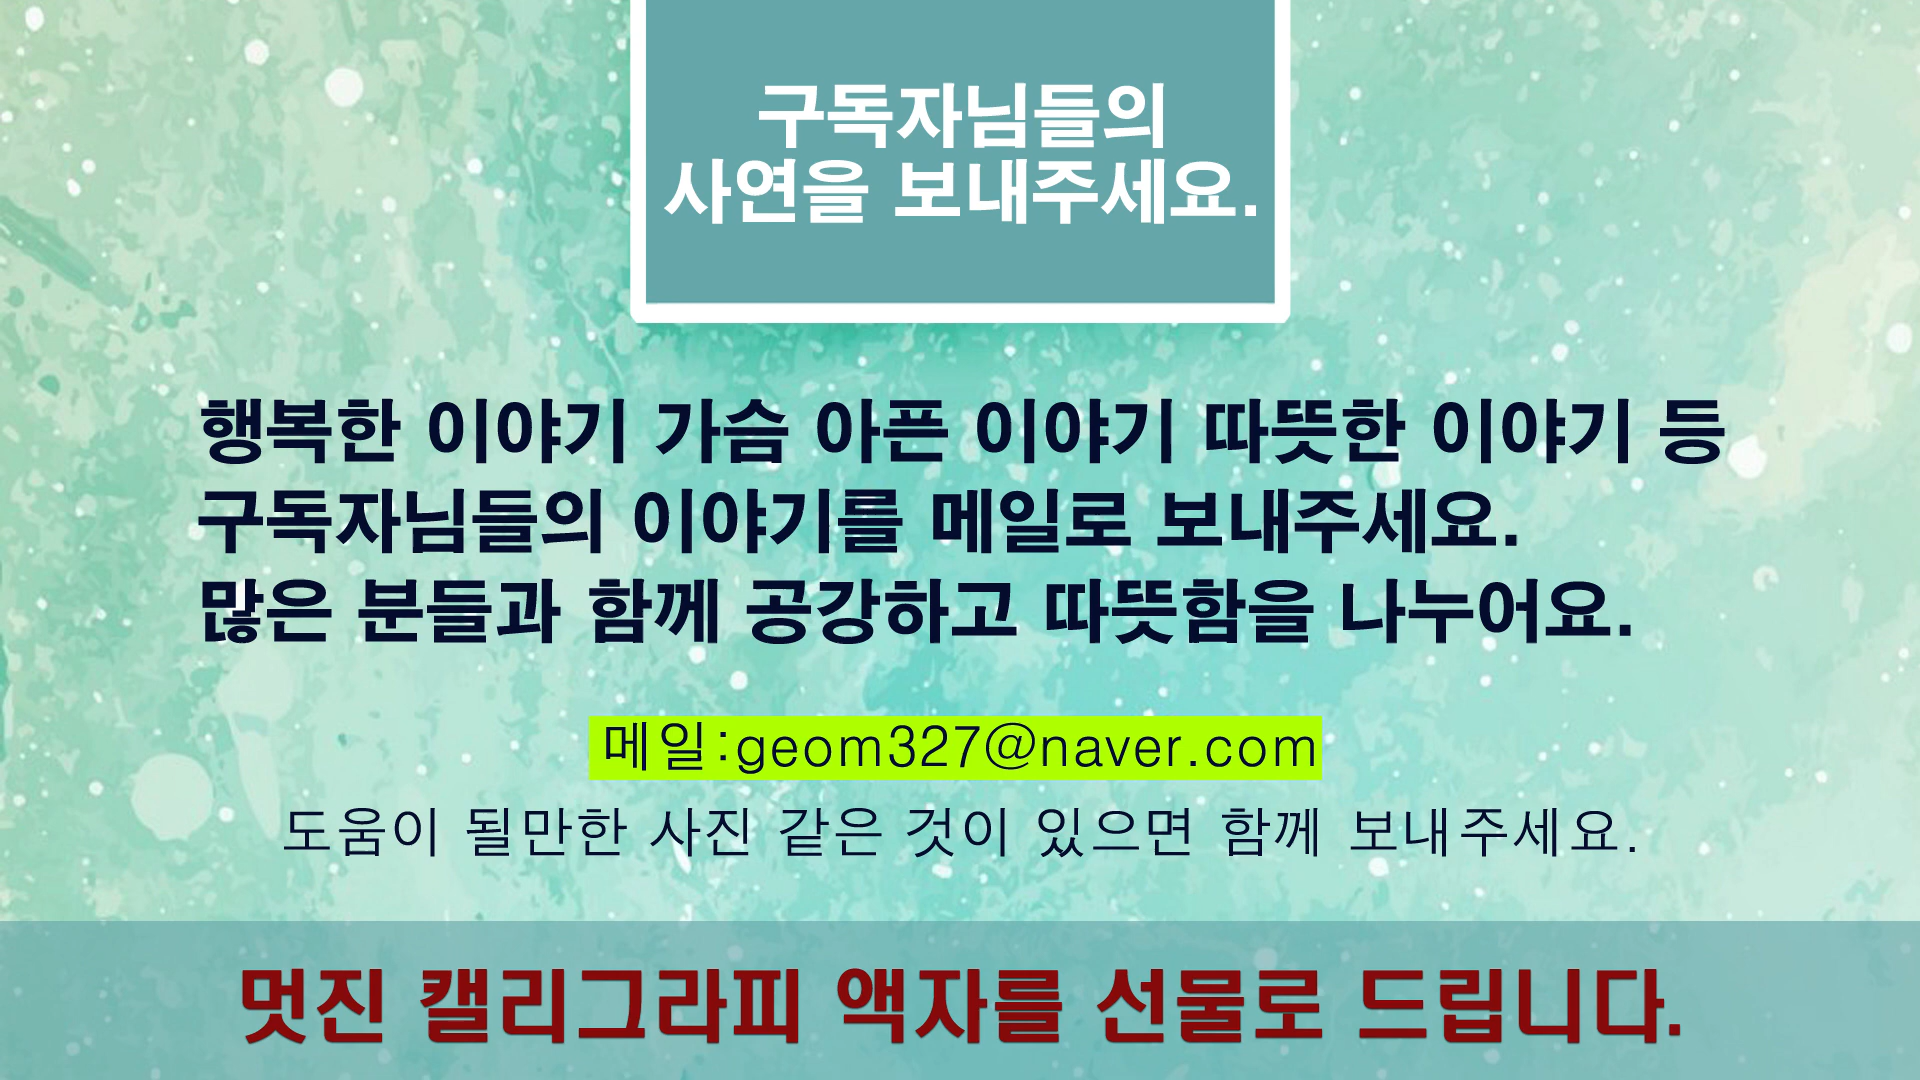 구독자님들의
사연을 보내주세요.
행복한 이야기 가슴 아픈 이야기 따뜻한 이야기 등
구독자님들의 이야기를 메일로 보내주세요.
많은 분들과 함께 공강하고 따뜻함을 나누어요.
메일:geom327@naver.com
도움이 될만한 사진 같은 것이 있으면 함께 보내주세요.
멋진 캘리그라피 액자를 선물로 드립니다.